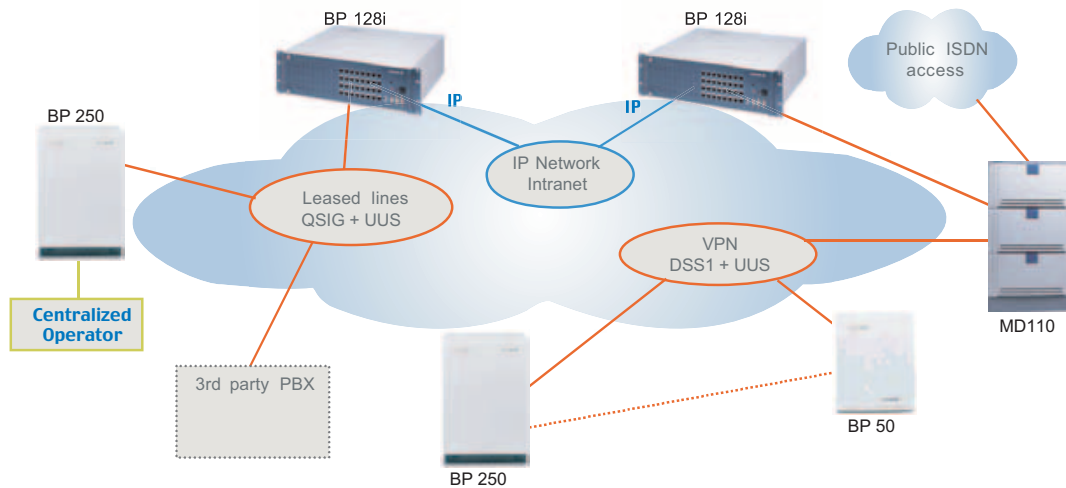 BP 128i
BP 128i
Public ISDN
access
BP 250
IP
IP
IP Network
Intranet
Leased lines
QSIG + UUS
VPN
DSS1 + UUS
Centralized
Operator
MD110
3rd party PBX
BP 50
BP 250